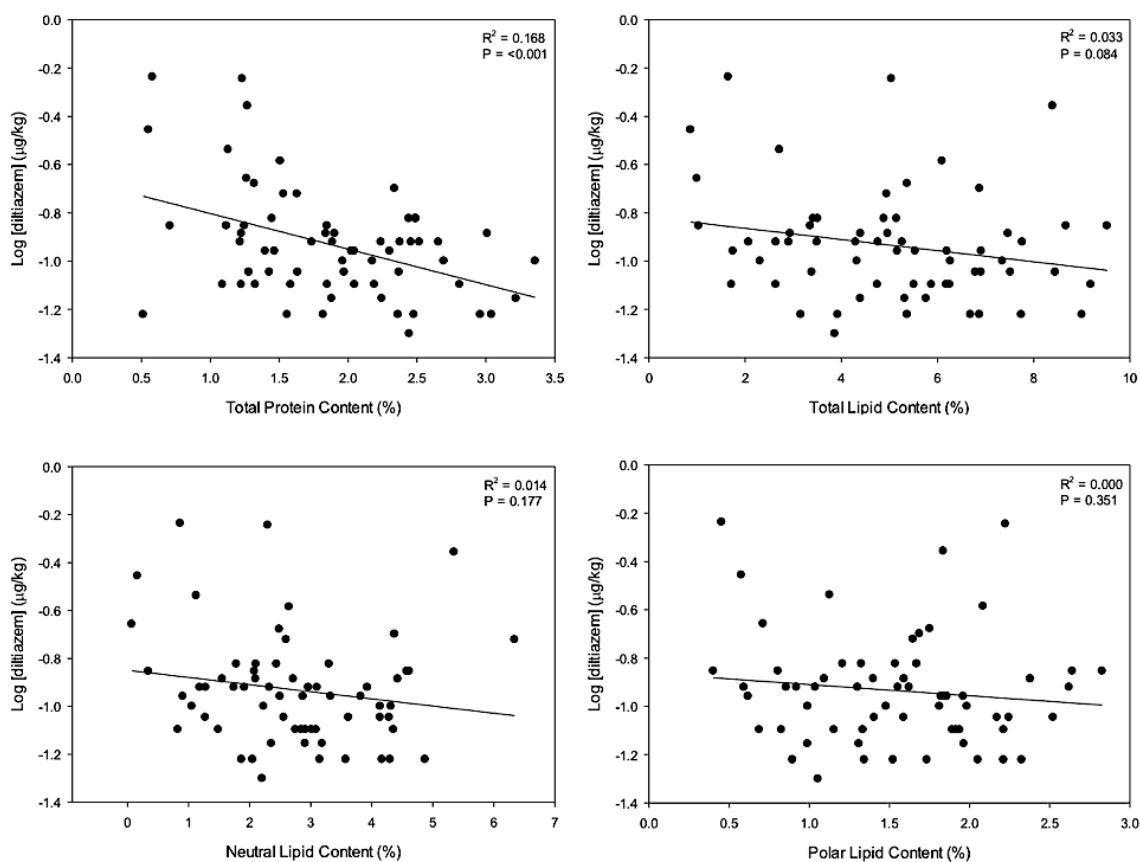 R² = 0.168
P = <0.001
0.0
-0.2
-0.4
-0.6
-0.8
-1.0
-1.2
-1.4
Log [diltiazem] (µg/kg)
0.0 0.5 1.0 1.5 2.0 2.5 3.0 3.5
Total Protein Content (%)
R² = 0.033
P = 0.084
0.0
-0.2
-0.4
-0.6
-0.8
-1.0
-1.2
-1.4
Log [diltiazem] (µg/kg)
0 2 4 6 8 10
Total Lipid Content (%)
R² = 0.014
P = 0.177
0.0
-0.2
-0.4
-0.6
-0.8
-1.0
-1.2
-1.4
Log [diltiazem] (µg/kg)
0 1 2 3 4 5 6 7
Neutral Lipid Content (%)
R² = 0.000
P = 0.351
0.0
-0.2
-0.4
-0.6
-0.8
-1.0
-1.2
-1.4
Log [diltiazem] (µg/kg)
0.0 0.5 1.0 1.5 2.0 2.5 3.0
Polar Lipid Content (%)